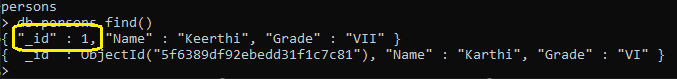 persons
> db.persons.find()
{ "_id" : 1, "Name" : "Keerthi", "Grade" : "VII" }
{ "_id" : ObjectId("5f6389df92ebedd31f1c7c81"), "Name" : "Karthi", "Grade" : "VI" }
>